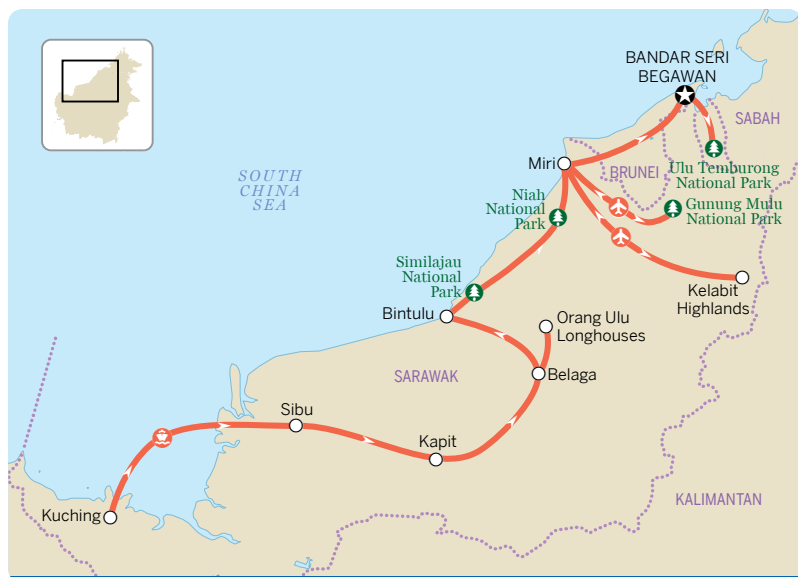 BANDAR SERI
BEGAWAN
SABAH
Miri
BRUNEI
Ulu Temburong
National Park
SOUTH
CHINA
SEA
Niah
National
Park
Gunung Mulu
National Park
Similajau
National
Park
Kelabit
Highlands
Bintulu
Orang Ulu
Longhouses
SARAWAK
Belaga
Sibu
Kapit
KALIMANTAN
Kuching